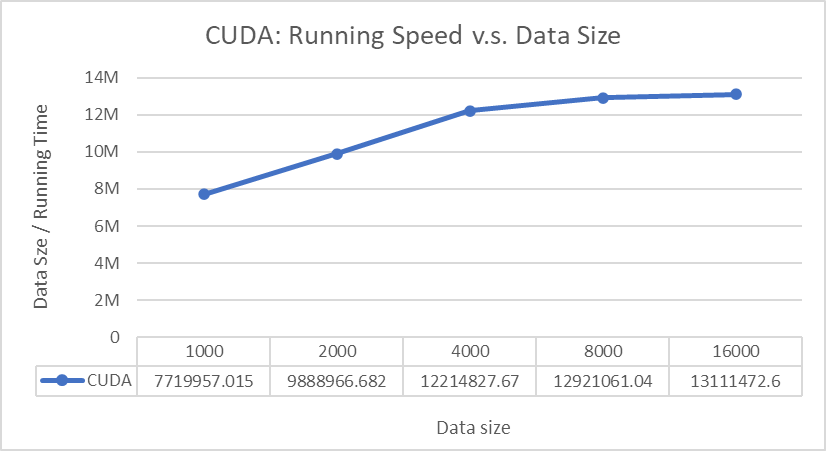 CUDA: Running Speed v.s. Data Size
14M
12M
10M
8M
6M
4M
2M
0
Data Sze / Running Time
1000 2000 4000 8000 16000
CUDA 7719957.015 9888966.682 12214827.67 12921061.04 13111472.6
Data size